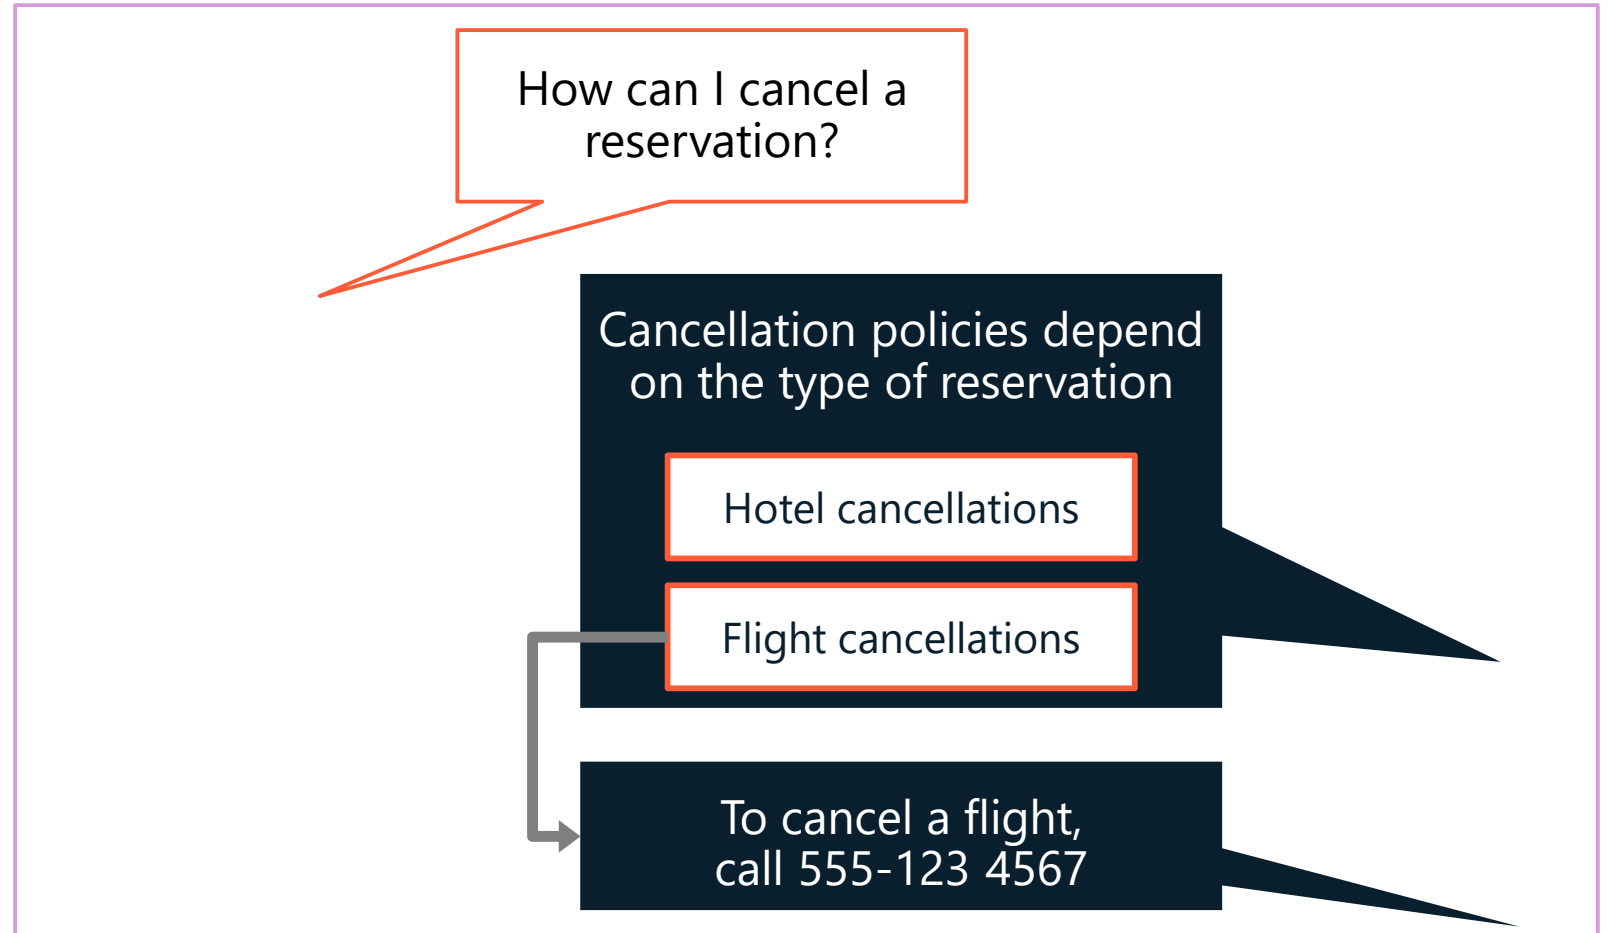 How can I cancel a
reservation?
Cancellation policies depend
on the type of reservation
Hotel cancellations
Flight cancellations
To cancel a flight,
call 555-123 4567